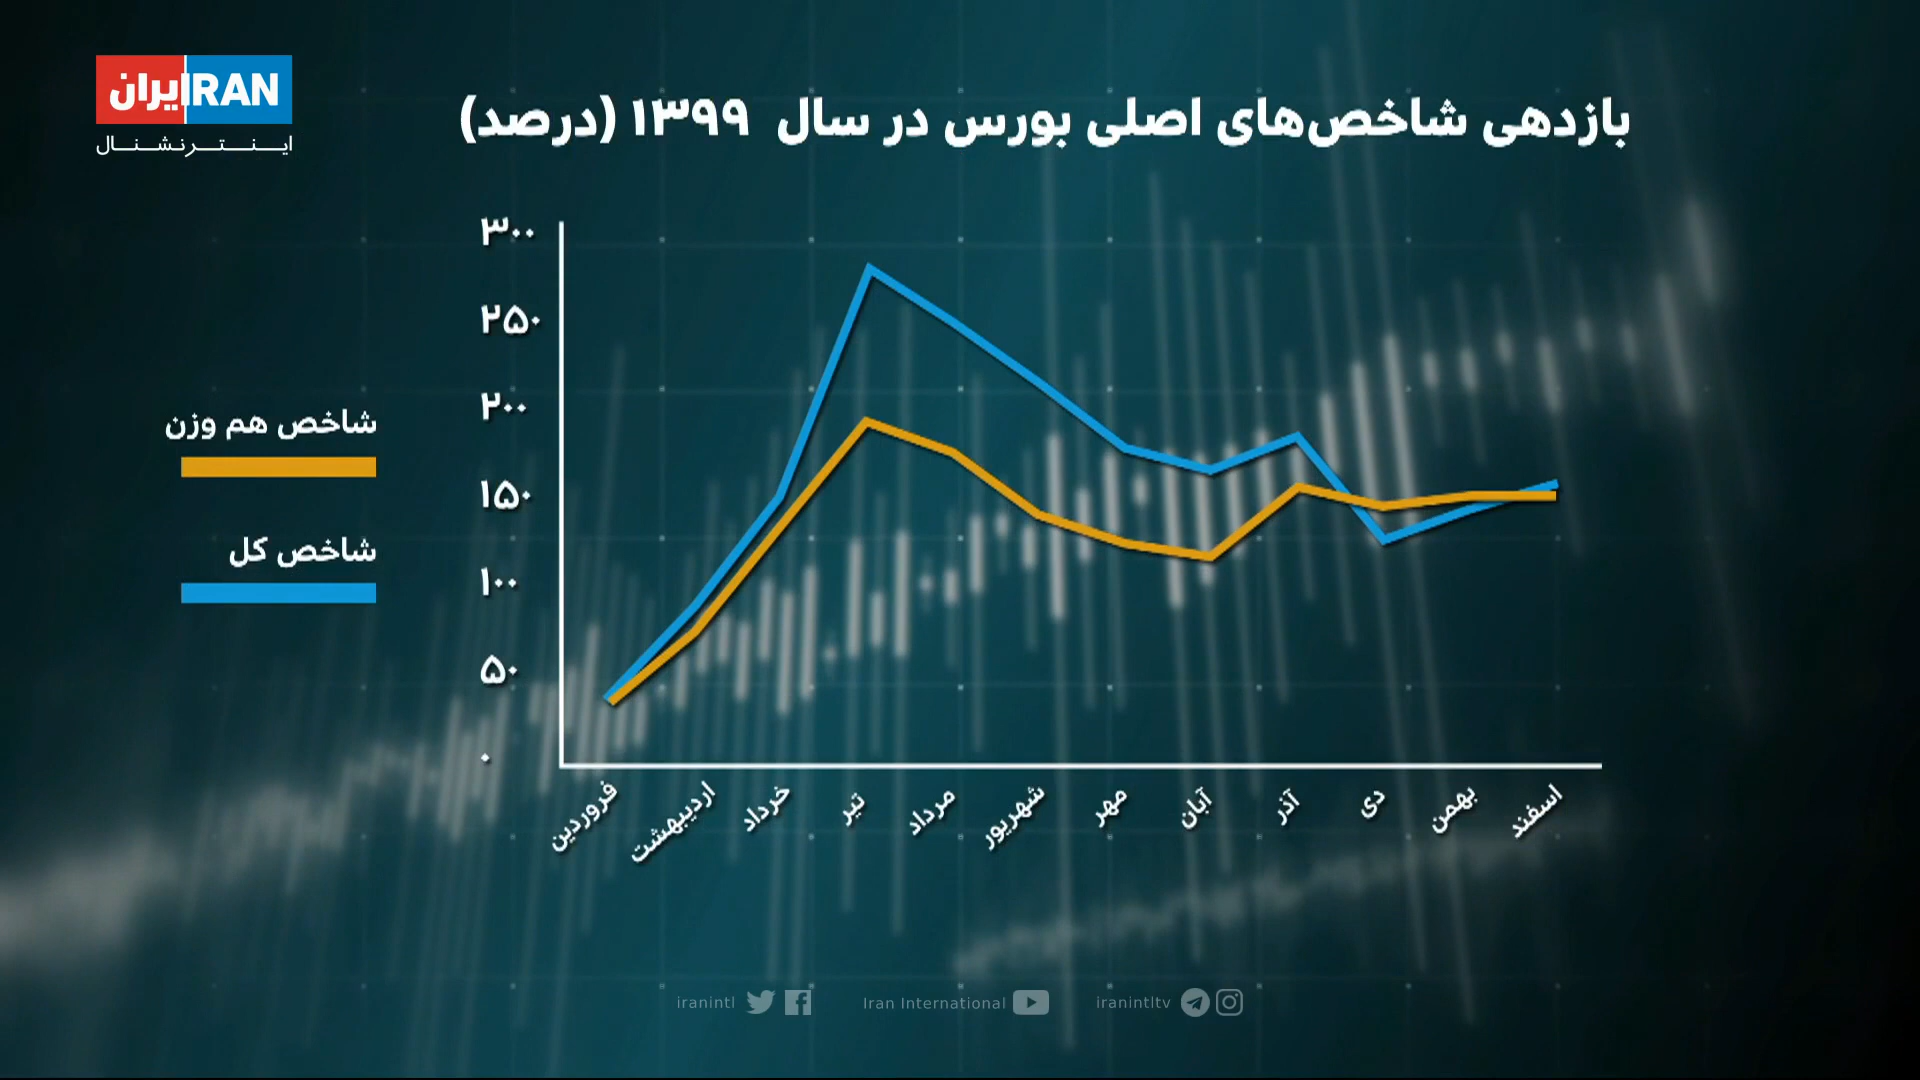 ایران IRAN
اینترنشنال
بازدهی شاخص‌های اصلی بورس در سال ۱۳۹۹ (درصد)
۳۰۰
۲۵۰
۲۰۰
۱۵۰
۱۰۰
۵۰
۰
شاخص هم وزن
شاخص کل
فروردین
اردیبهشت
خرداد
تیر
مرداد
شهریور
مهر
آبان
آذر
دی
بهمن
اسفند
iranintl
Iran International
iranintltv